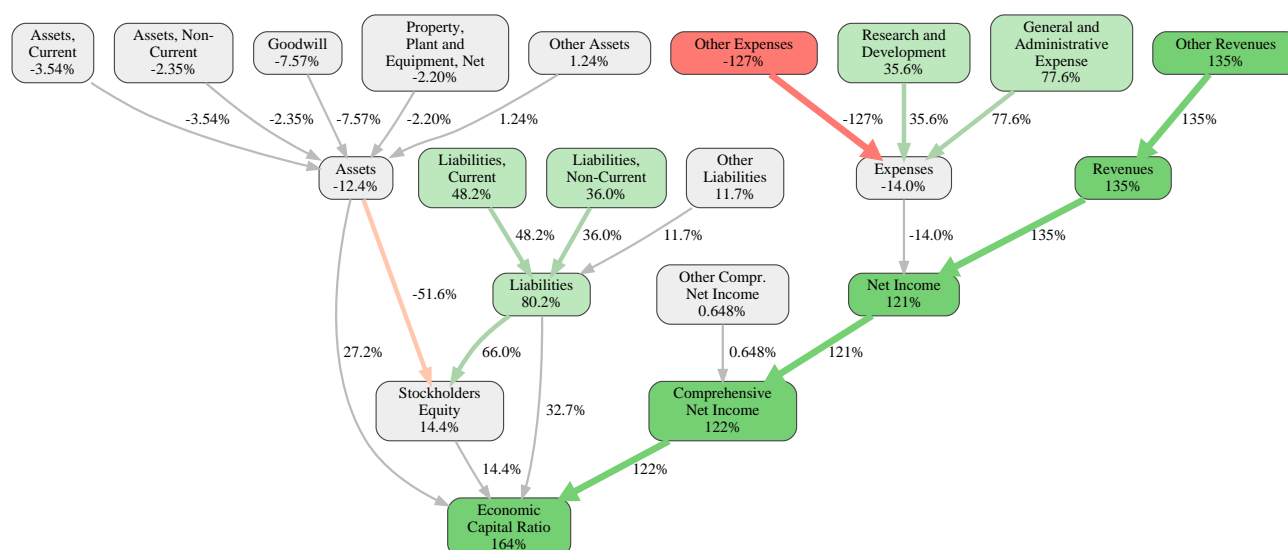 Assets,
Current
-3.54%
Assets, Non-
Current
-2.35%
Goodwill
-7.57%
Property,
Plant and
Equipment, Net
-2.20%
Other Assets
1.24%
Other Expenses
-127%
Research and
Development
35.6%
General and
Administrative
Expense
77.6%
Other Revenues
135%
-3.54%
-2.35%
-7.57%
-2.20%
1.24%
-127%
35.6%
77.6%
135%
Assets
-12.4%
Liabilities,
Current
48.2%
Liabilities,
Non-Current
36.0%
Other
Liabilities
11.7%
Expenses
-14.0%
Revenues
135%
48.2%
36.0%
11.7%
-14.0%
135%
-51.6%
Liabilities
80.2%
Other Compr.
Net Income
0.648%
Net Income
121%
27.2%
66.0%
32.7%
0.648%
121%
Stockholders
Equity
14.4%
Comprehensive
Net Income
122%
14.4%
122%
Economic
Capital Ratio
164%